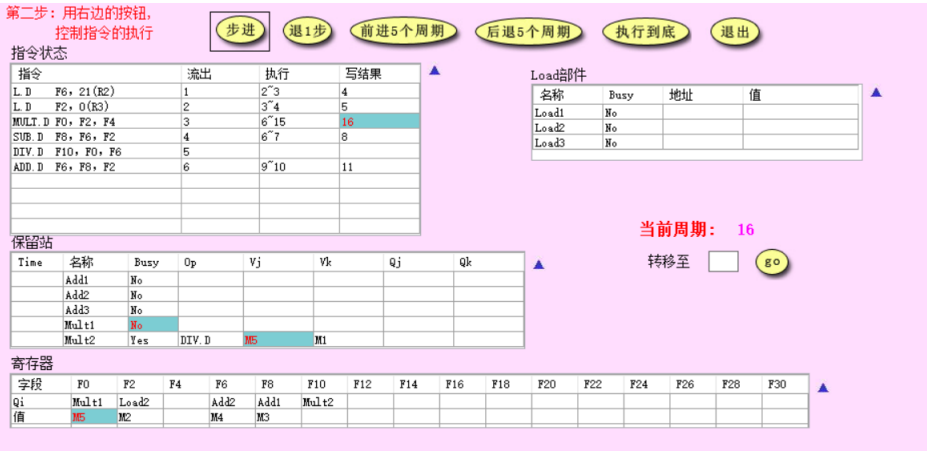 第二步：用右边的按钮，
控制指令的执行
步进 退1步 前进5个周期 后退5个周期 执行到底 退出
指令状态
指令 流出 执行 写结果
L.D F6, 21(R2) 1 2~3 4
L.D F2, 0(R3) 2 3~4 5
MULT.D F0, F2, F4 3 6~15 16
SUB.D F8, F6, F2 4 6~7 8
DIV.D F10, F0, F6 5
ADD.D F6, F8, F2 6 9~10 11
Load部件
名称 Busy 地址 值
Load1 No
Load2 No
Load3 No
当前周期： 16
转移至 go
保留站
Time 名称 Busy Op Vj Vk Qj Qk
Add1 No
Add2 No
Add3 No
Mult1 No
Mult2 Yes DIV.D M5 M1
寄存器
字段 F0 F2 F4 F6 F8 F10 F12 F14 F16 F18 F20 F22 F24 F26 F28 F30
Qi Mult1 Load2 Add2 Add1 Mult2
值 M5 M2 M4 M3